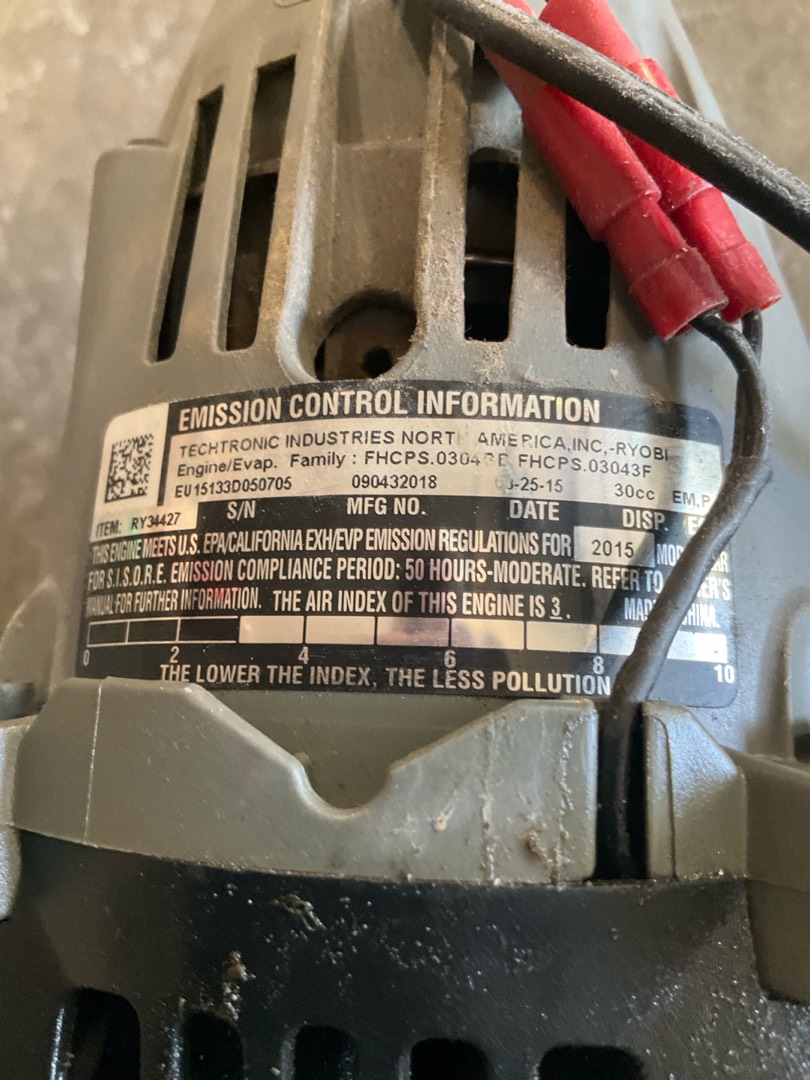 EMISSION CONTROL INFORMATION
TECHTRONIC INDUSTRIES AMERICA,INC,-RYOBI
Engine/Evap. Family : FHCPS.03043F
EU15133D050705 090432018 30cc
ITEM: RY34427 S/N MFG NO. DATE DISP.
THIS ENGINE MEETS U.S. EPA/CALIFORNIA EXH/EVP EMISSION REGULATIONS FOR 2015
FOR S.I.S.O.R.E. EMISSION COMPLIANCE PERIOD: 50 HOURS-MODERATE. REFER TO
MANUAL FOR FURTHER INFORMATION. THE AIR INDEX OF THIS ENGINE IS 3.
0 2 4 6 8 10
THE LOWER THE INDEX, THE LESS POLLUTION